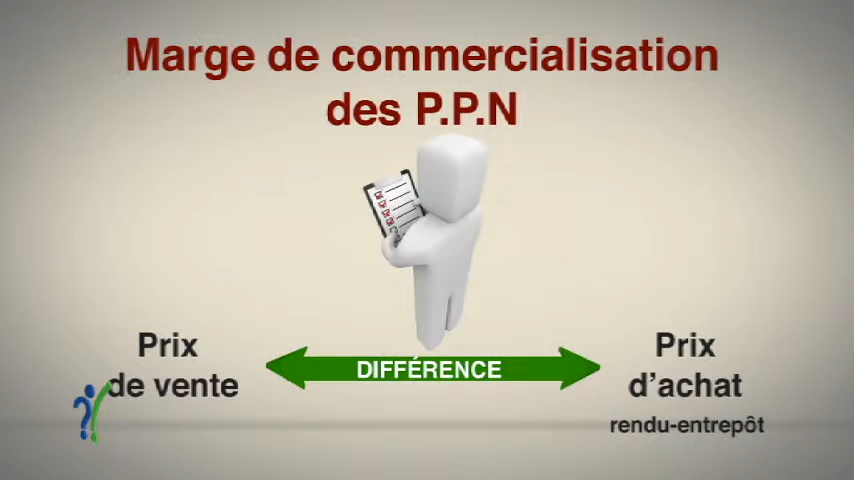 Marge de commercialisation
des P.P.N
Prix
de vente
DIFFÉRENCE
Prix
d'achat
rendu-entrepôt